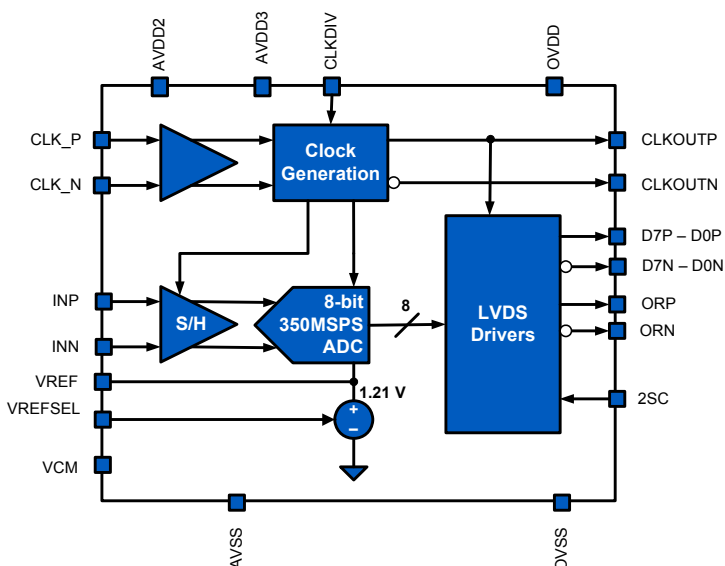 AVDD2
AVDD3
CLKDIV
OVDD
CLK_P
CLK_N
Clock
Generation
CLKOUTP
CLKOUTN
D7P – D0P
D7N – D0N
INP
INN
S/H
8-bit
350MSPS
ADC
8
LVDS
Drivers
ORP
ORN
VREF
1.21 V
VREFSEL
+
–
2SC
VCM
AVSS
OVSS